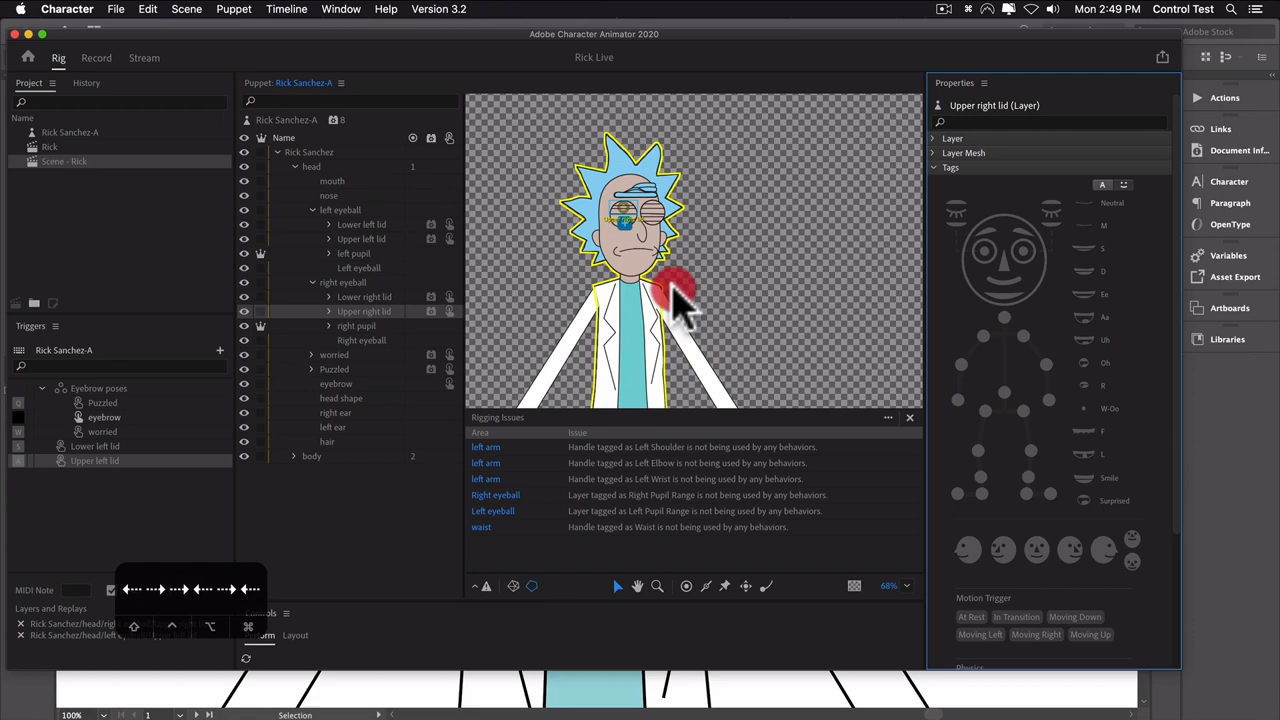 Character File Edit Scene Puppet Timeline Window Help Version 3.2 Mon 2:49 PM Control Test
Adobe Character Animator 2020
Adobe Stock
Rig Record Stream
Rick Live
Project History
Name
Rick Sanchez-A
Rick
Scene - Rick
Triggers
Rick Sanchez-A
Eyebrow poses
Q Puzzled
eyebrow
W worried
S Lower left lid
A Upper left lid
MIDI Note
Layers and Replays
Rick Sanchez/head/rig
Rick Sanchez/head/left e
Puppet: Rick Sanchez-A
Rick Sanchez-A 8
Name
Rick Sanchez
head 1
mouth
nose
left eyeball
Lower left lid
Upper left lid
left pupil
Left eyeball
right eyeball
Lower right lid
Upper right lid
right pupil
Right eyeball
worried
Puzzled
eyebrow
head shape
right ear
left ear
hair
body 2
Controls
Perform Layout
Rigging Issues
Area Issue
left arm Handle tagged as Left Shoulder is not being used by any behaviors.
left arm Handle tagged as Left Elbow is not being used by any behaviors.
left arm Handle tagged as Left Wrist is not being used by any behaviors.
Right eyeball Layer tagged as Right Pupil Range is not being used by any behaviors.
Left eyeball Layer tagged as Left Pupil Range is not being used by any behaviors.
waist Handle tagged as Waist is not being used by any behaviors.
68%
Properties
Upper right lid (Layer)
Layer
Layer Mesh
Tags
A
Neutral
M
S
D
Ee
Aa
Uh
Oh
R
W-Oo
F
L
Smile
Surprised
Motion Trigger
At Rest In Transition Moving Down
Moving Left Moving Right Moving Up
Physics
Actions
Links
Document Inf...
Character
Paragraph
OpenType
Variables
Asset Export
Artboards
Libraries
100% 1 Selection